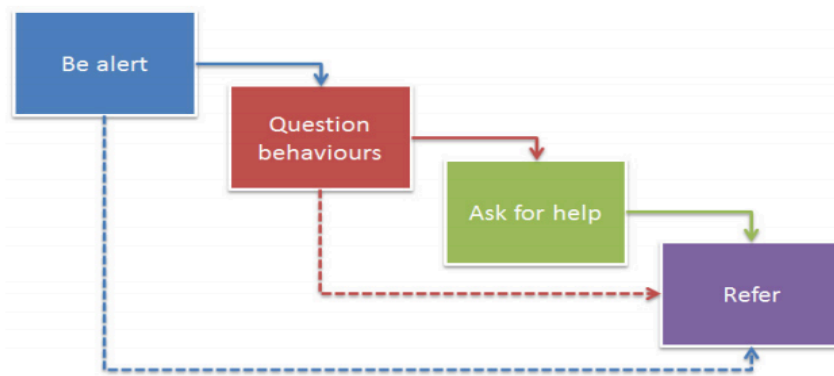 Be alert
Question
behaviours
Ask for help
Refer